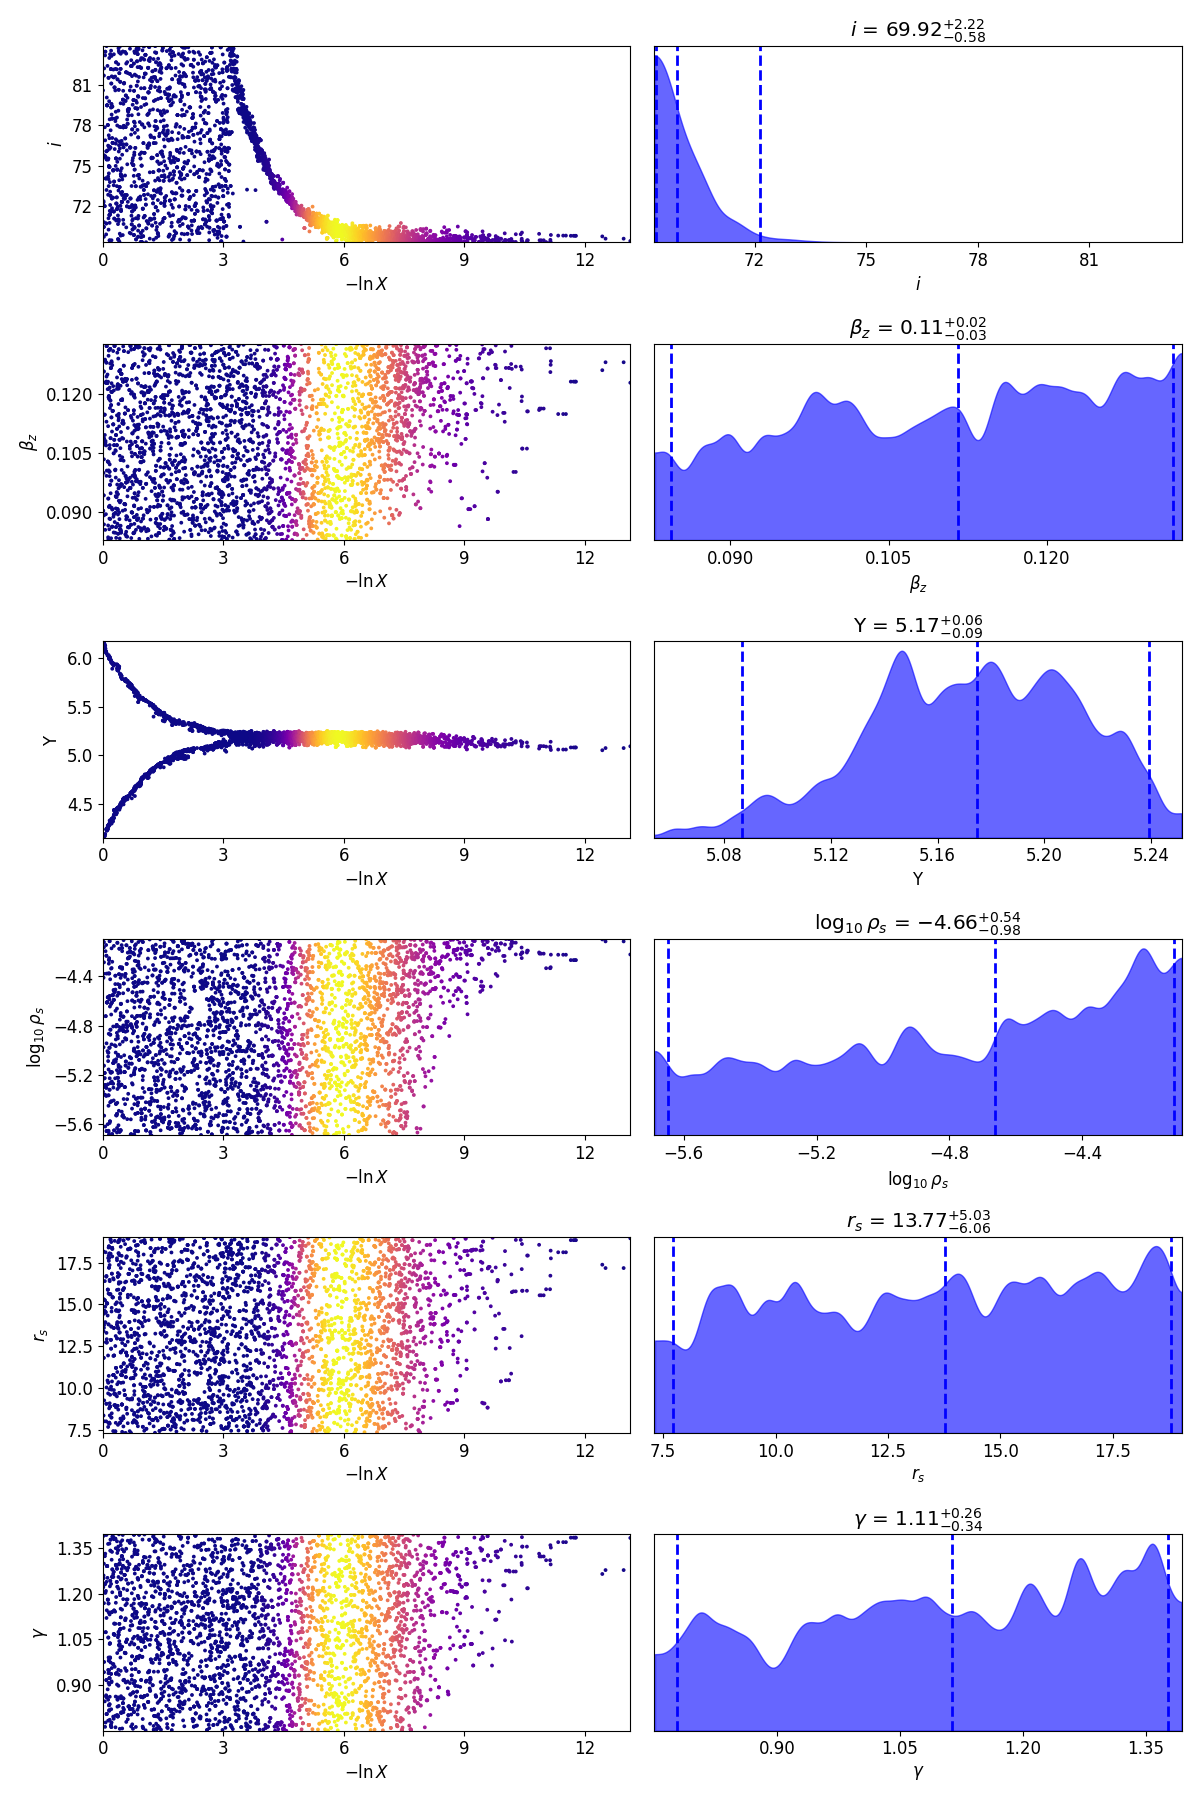 i = 69.92+2.22 −0.58
81
78
75
72
i
0 3 6 9 12
−ln X
72 75 78 81
i
βz = 0.11+0.02 −0.03
0.120
0.105
0.090
βz
0 3 6 9 12
−ln X
0.090 0.105 0.120
βz
Y = 5.17+0.06 −0.09
6.0
5.5
5.0
4.5
Y
0 3 6 9 12
−ln X
5.08 5.12 5.16 5.20 5.24
Y
log10 ρs = −4.66+0.54 −0.98
−4.4
−4.8
−5.2
−5.6
log10 ρs
0 3 6 9 12
−ln X
−5.6 −5.2 −4.8 −4.4
log10 ρs
rs = 13.77+5.03 −6.06
17.5
15.0
12.5
10.0
7.5
rs
0 3 6 9 12
−ln X
7.5 10.0 12.5 15.0 17.5
rs
γ = 1.11+0.26 −0.34
1.35
1.20
1.05
0.90
γ
0 3 6 9 12
−ln X
0.90 1.05 1.20 1.35
γ